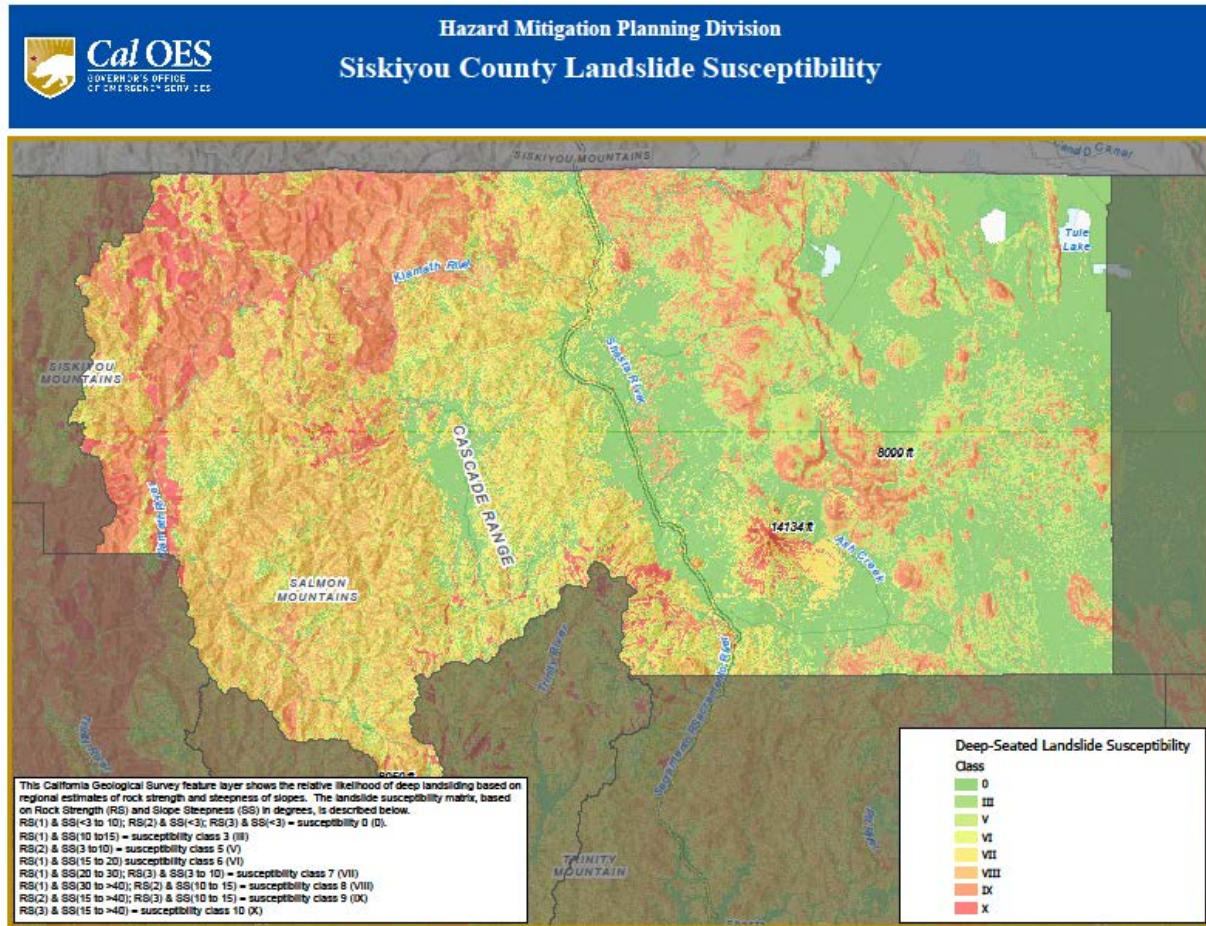 Hazard Mitigation Planning Division
Cal OES
GOVERNOR'S OFFICE
OF EMERGENCY SERVICES
Siskiyou County Landslide Susceptibility
SISKIYOU MOUNTAINS
Canal
Tule
Lake
Klamath River
SISKIYOU
MOUNTAINS
Shasta River
CASCADE RANGE
8099 ft
14134 ft
Ash Creek
Klamath River
SALMON
MOUNTAINS
Trinity River
Sacramento River
Trinity River
TRINITY
MOUNTAIN
This California Geological Survey feature layer shows the relative likelihood of deep landsliding based on
regional estimates of rock strength and steepness of slopes. The landslide susceptibility matrix, based
on Rock Strength (RS) and Slope Steepness (SS) in degrees, is described below.
RS(1) & SS(<3 to 10); RS(2) & SS(<3); RS(3) & SS(<3) = susceptibility 0 (0).
RS(1) & SS(10 to15) = susceptibility class 3 (III)
RS(2) & SS(3 to10) = susceptibility class 5 (V)
RS(1) & SS(15 to 20) susceptibility class 6 (VI)
RS(1) & SS(20 to 30); RS(3) & SS(3 to 10) = susceptibility class 7 (VII)
RS(1) & SS(30 to >40); RS(2) & SS(10 to 15) = susceptibility class 8 (VIII)
RS(2) & SS(15 to >40); RS(3) & SS(10 to 15) = susceptibility class 9 (IX)
RS(3) & SS(15 to >40) = susceptibility class 10 (X)
Deep-Seated Landslide Susceptibility
Class
0
III
V
VI
VII
VIII
IX
X